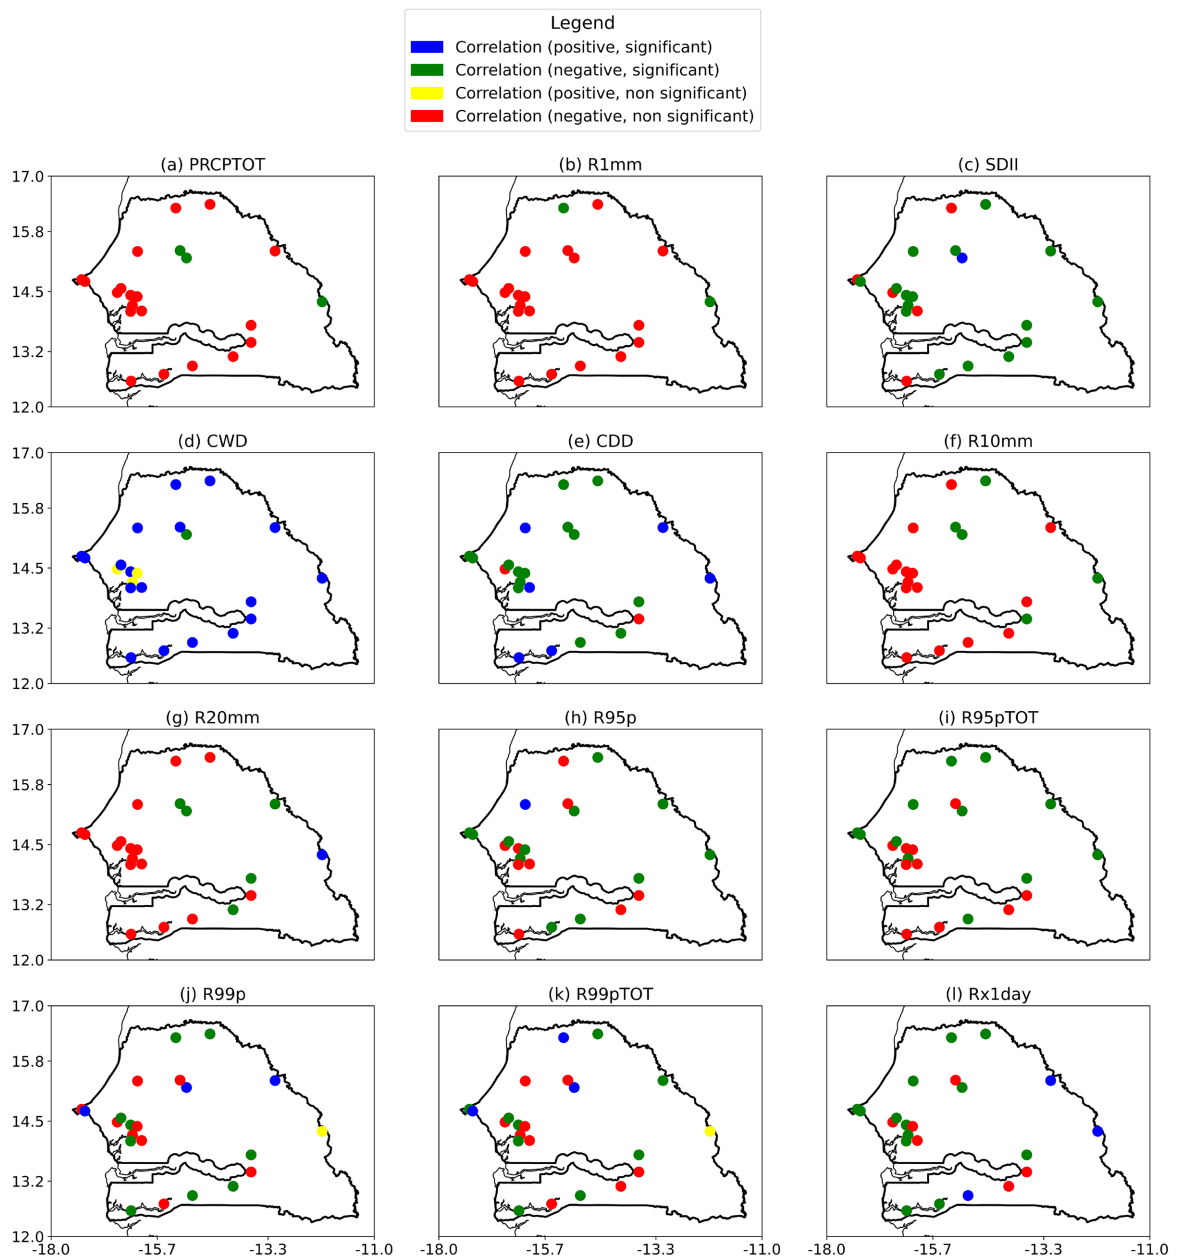 Legend
Correlation (positive, significant)
Correlation (negative, significant)
Correlation (positive, non significant)
Correlation (negative, non significant)
(a) PRCPTOT
(b) R1mm
(c) SDII
17.0
15.8
14.5
13.2
12.0
(d) CWD
(e) CDD
(f) R10mm
17.0
15.8
14.5
13.2
12.0
(g) R20mm
(h) R95p
(i) R95pTOT
17.0
15.8
14.5
13.2
12.0
(j) R99p
(k) R99pTOT
(l) Rx1day
17.0
15.8
14.5
13.2
12.0
-18.0 -15.7 -13.3 -11.0
-18.0 -15.7 -13.3 -11.0
-18.0 -15.7 -13.3 -11.0